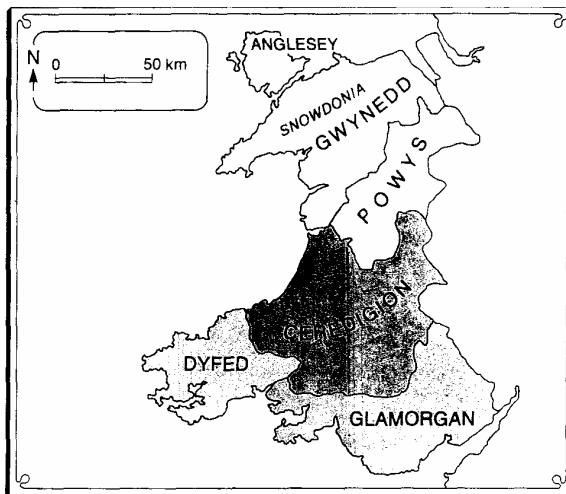 ANGLESEY
N
0 50 km
SNOWDONIA
GWYNEDD
POWYS
CEREDIGION
DYFED
GLAMORGAN